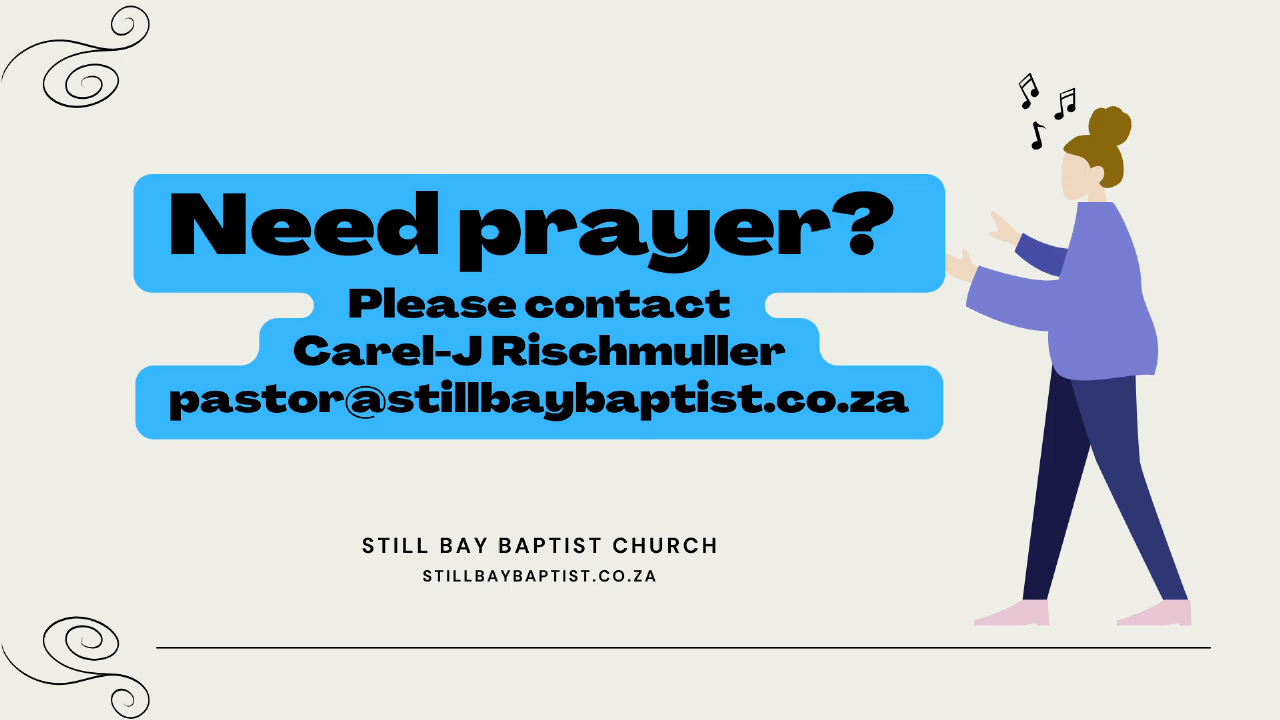 Need prayer?
Please contact
Carel-J Rischmuller
pastor@stillbaybaptist.co.za
STILL BAY BAPTIST CHURCH
STILLBAYBAPTIST.CO.ZA